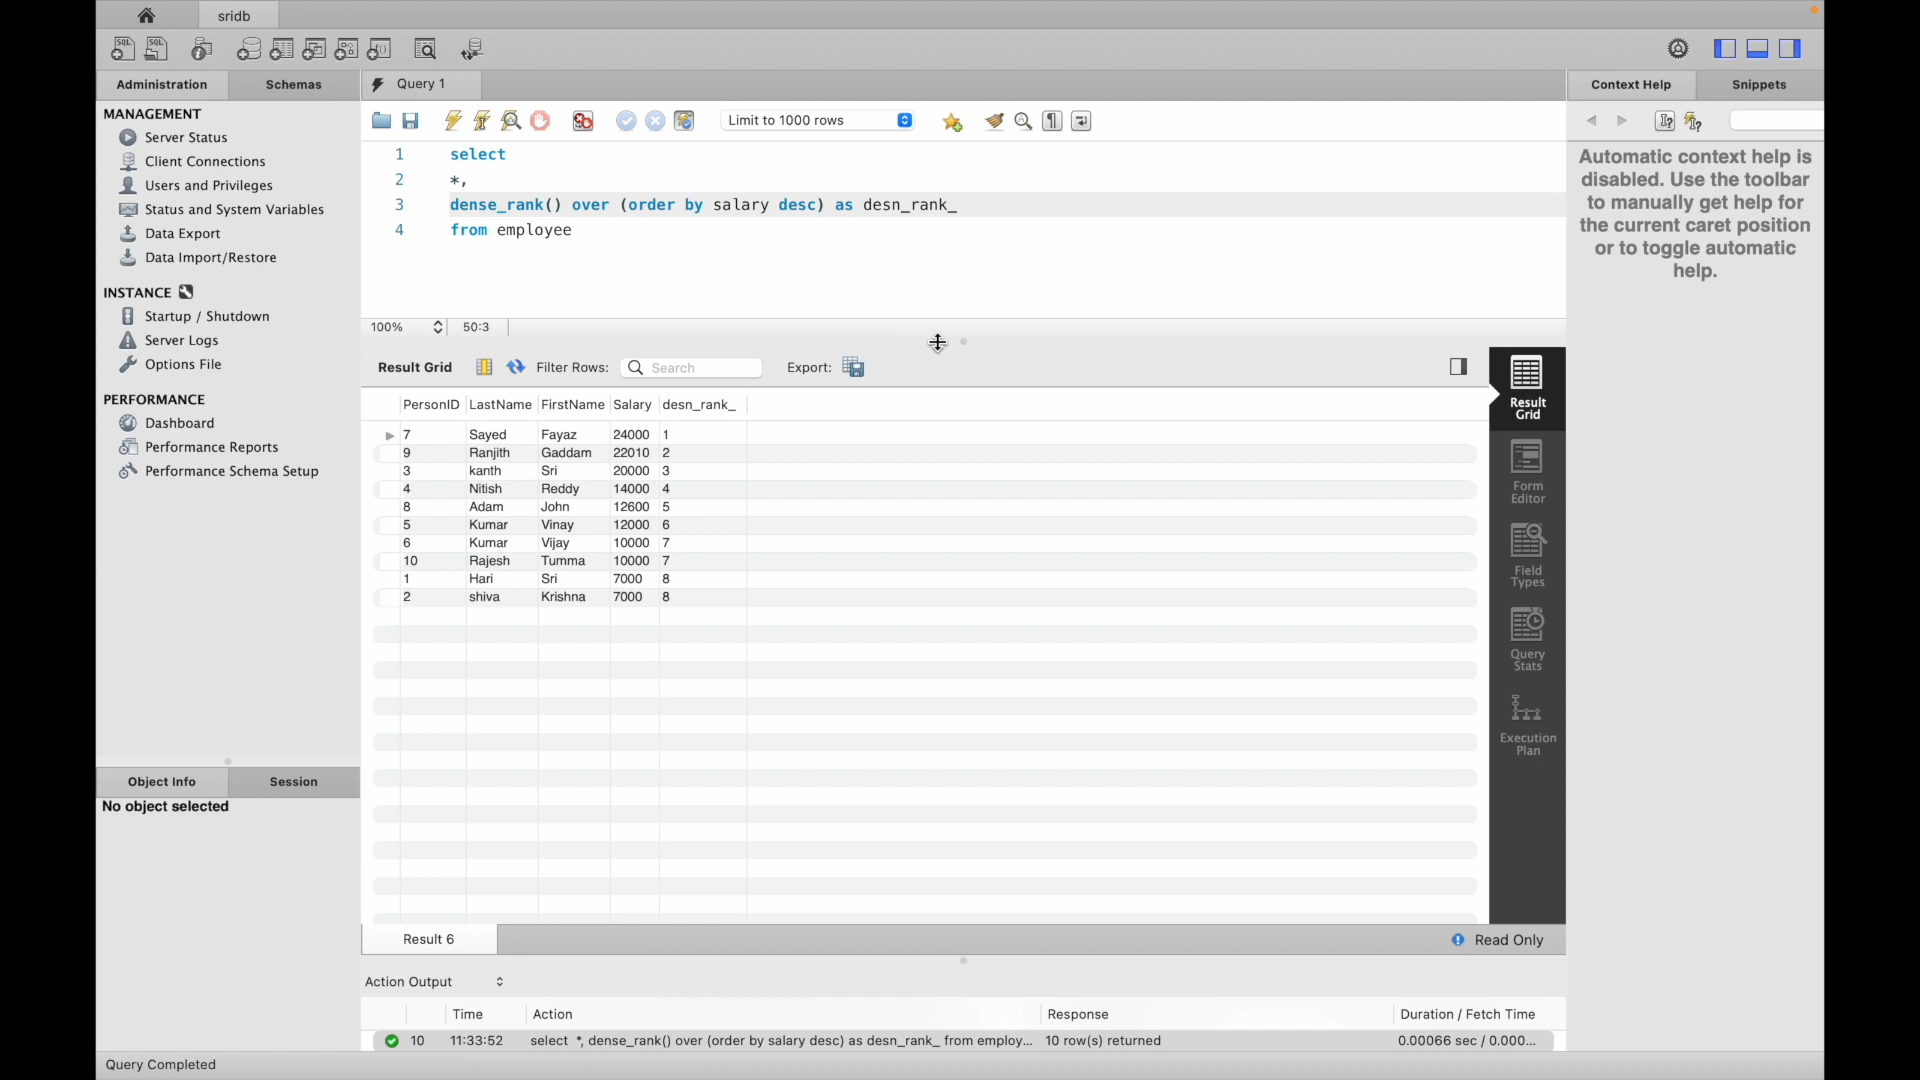 sridb
Administration
Schemas
Query 1
Context Help
Snippets
MANAGEMENT
Server Status
Client Connections
Users and Privileges
Status and System Variables
Data Export
Data Import/Restore
INSTANCE
Startup / Shutdown
Server Logs
Options File
PERFORMANCE
Dashboard
Performance Reports
Performance Schema Setup
Limit to 1000 rows
1 select
2 *,
3 dense_rank() over (order by salary desc) as desn_rank_
4 from employee
100% 50:3
Automatic context help is
disabled. Use the toolbar
to manually get help for
the current caret position
or to toggle automatic
help.
Result Grid Filter Rows: Search Export:
PersonID LastName FirstName Salary desn_rank_
7 Sayed Fayaz 24000 1
9 Ranjith Gaddam 22010 2
3 kanth Sri 20000 3
4 Nitish Reddy 14000 4
8 Adam John 12600 5
5 Kumar Vinay 12000 6
6 Kumar Vijay 10000 7
10 Rajesh Tumma 10000 7
1 Hari Sri 7000 8
2 shiva Krishna 7000 8
Result
Grid
Form
Editor
Field
Types
Query
Stats
Execution
Plan
Object Info
Session
No object selected
Result 6
Read Only
Action Output
Time Action Response Duration / Fetch Time
10 11:33:52 select *, dense_rank() over (order by salary desc) as desn_rank_ from employ... 10 row(s) returned 0.00066 sec / 0.000...
Query Completed